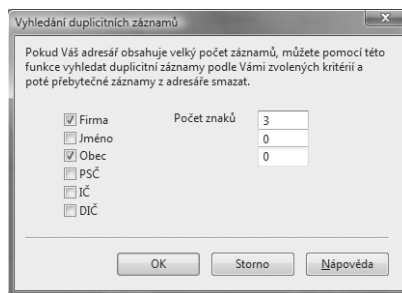 Vyhledání duplicitních záznamů
Pokud Váš adresář obsahuje velký počet záznamů, můžete pomocí této
funkce vyhledat duplicitní záznamy podle Vámi zvolených kritérií a
poté přebytečné záznamy z adresáře smazat.
Firma Počet znaků 3
Jméno 0
Obec 0
PSČ
IČ
DIČ
OK Storno Nápověda